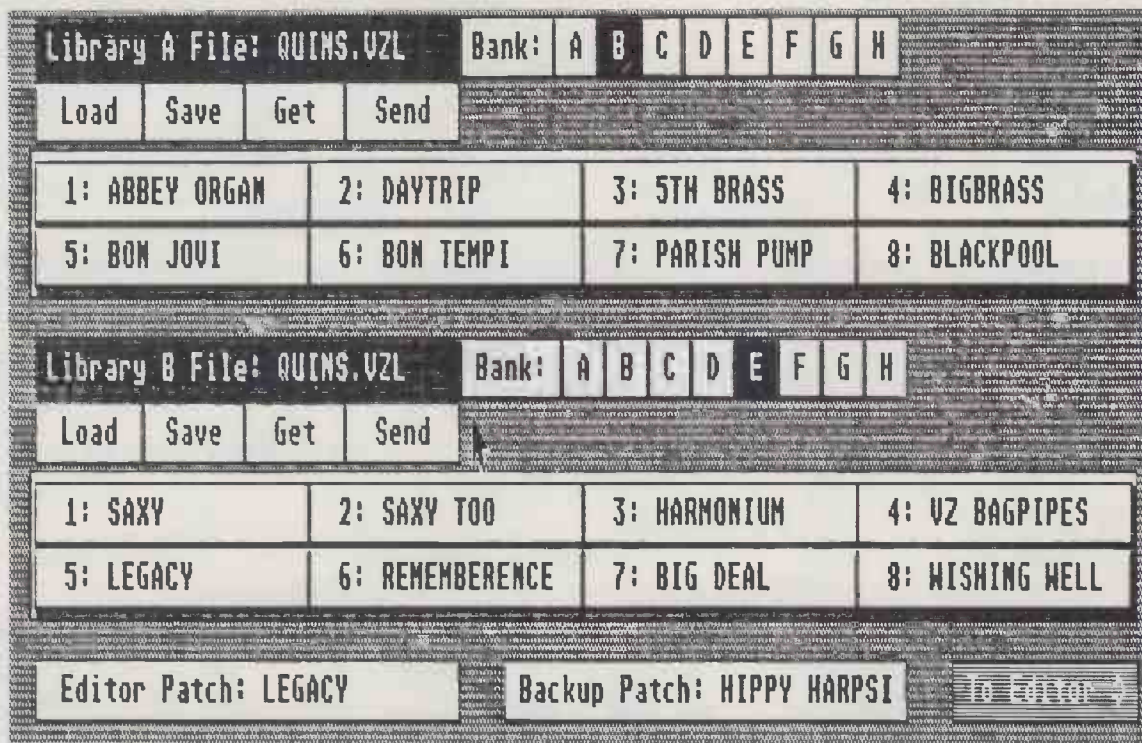 Library A File: QUINS.VZL Bank: A B C D E F G H
Load Save Get Send
1: ABBEY ORGAN 2: DAYTRIP 3: 5TH BRASS 4: BIGBRASS
5: BON JOVI 6: BON TEMPI 7: PARISH PUMP 8: BLACKPOOL
Library B File: QUINS.VZL Bank: A B C D E F G H
Load Save Get Send
1: SAXY 2: SAXY TOO 3: HARMONIUM 4: VZ BAGPIPES
5: LEGACY 6: REMEMBERENCE 7: BIG DEAL 8: WISHING WELL
Editor Patch: LEGACY Backup Patch: HIPPY HARPSI To Editor